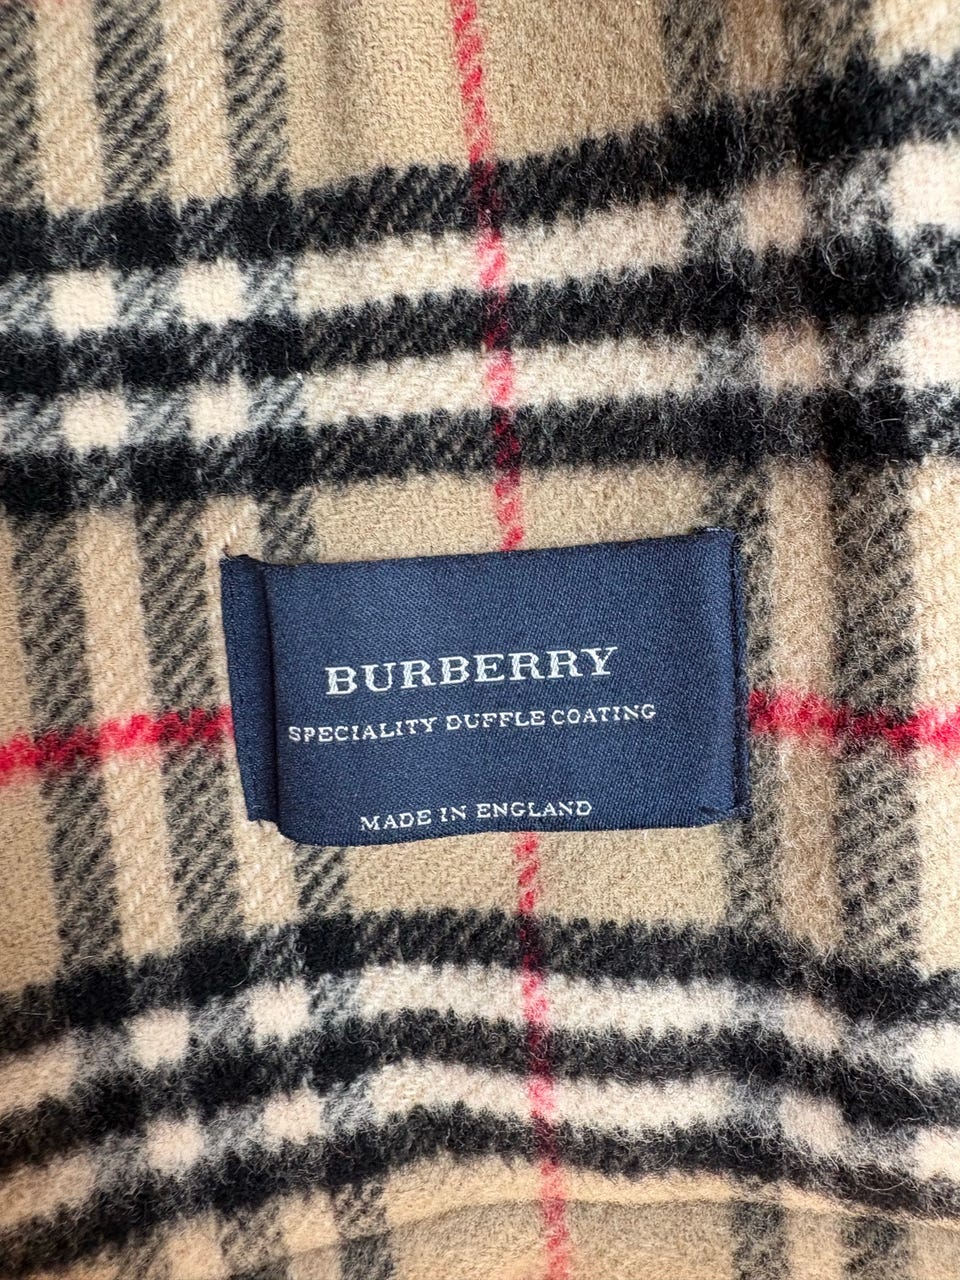 BURBERRY
SPECIALITY DUFFLE COATING
MADE IN ENGLAND